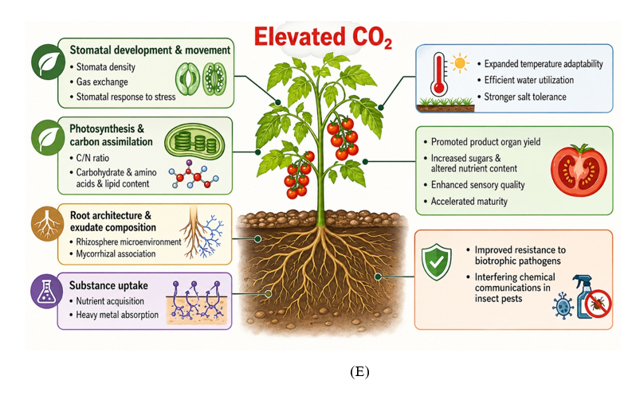 Elevated CO₂
Stomatal development & movement
• Stomata density
• Gas exchange
• Stomatal response to stress
Photosynthesis &
carbon assimilation
• C/N ratio
• Carbohydrate & amino
acids & lipid content
Root architecture &
exudate composition
• Rhizosphere microenvironment
• Mycorrhizal association
Substance uptake
• Nutrient acquisition
• Heavy metal absorption
• Expanded temperature adaptability
• Efficient water utilization
• Stronger salt tolerance
• Promoted product organ yield
• Increased sugars &
altered nutrient content
• Enhanced sensory quality
• Accelerated maturity
• Improved resistance to
biotrophic pathogens
• Interfering chemical
communications in
insect pests
(E)